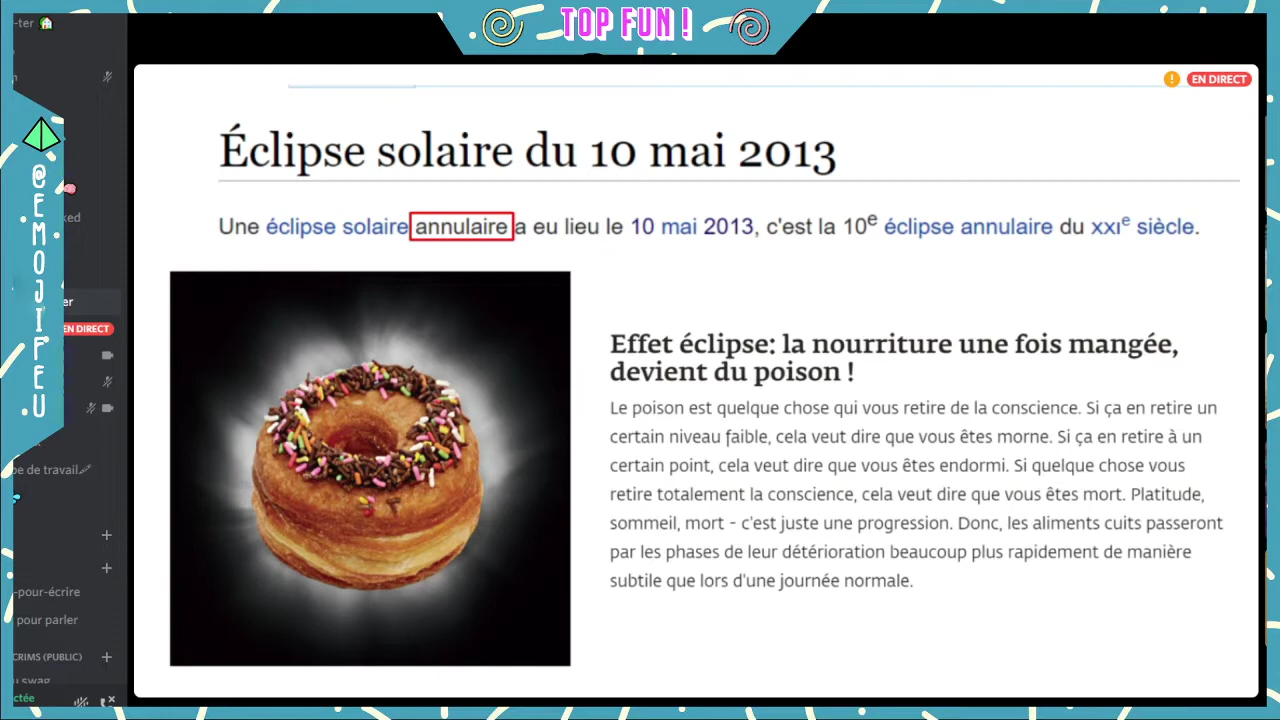 -ter
TOP FUN !
EN DIRECT
Éclipse solaire du 10 mai 2013
Une éclipse solaire annulaire a eu lieu le 10 mai 2013, c'est la 10e éclipse annulaire du XXIe siècle.
Effet éclipse: la nourriture une fois mangée,
devient du poison !
Le poison est quelque chose qui vous retire de la conscience. Si ça en retire un
certain niveau faible, cela veut dire que vous êtes morne. Si ça en retire à un
certain point, cela veut dire que vous êtes endormi. Si quelque chose vous
retire totalement la conscience, cela veut dire que vous êtes mort. Platitude,
sommeil, mort - c'est juste une progression. Donc, les aliments cuits passeront
par les phases de leur détérioration beaucoup plus rapidement de manière
subtile que lors d'une journée normale.
@EMOJIFEU
xed
er
EN DIRECT
pe de travail
-pour-écrire
pour parler
CRIMS (PUBLIC)
u swag
ctée